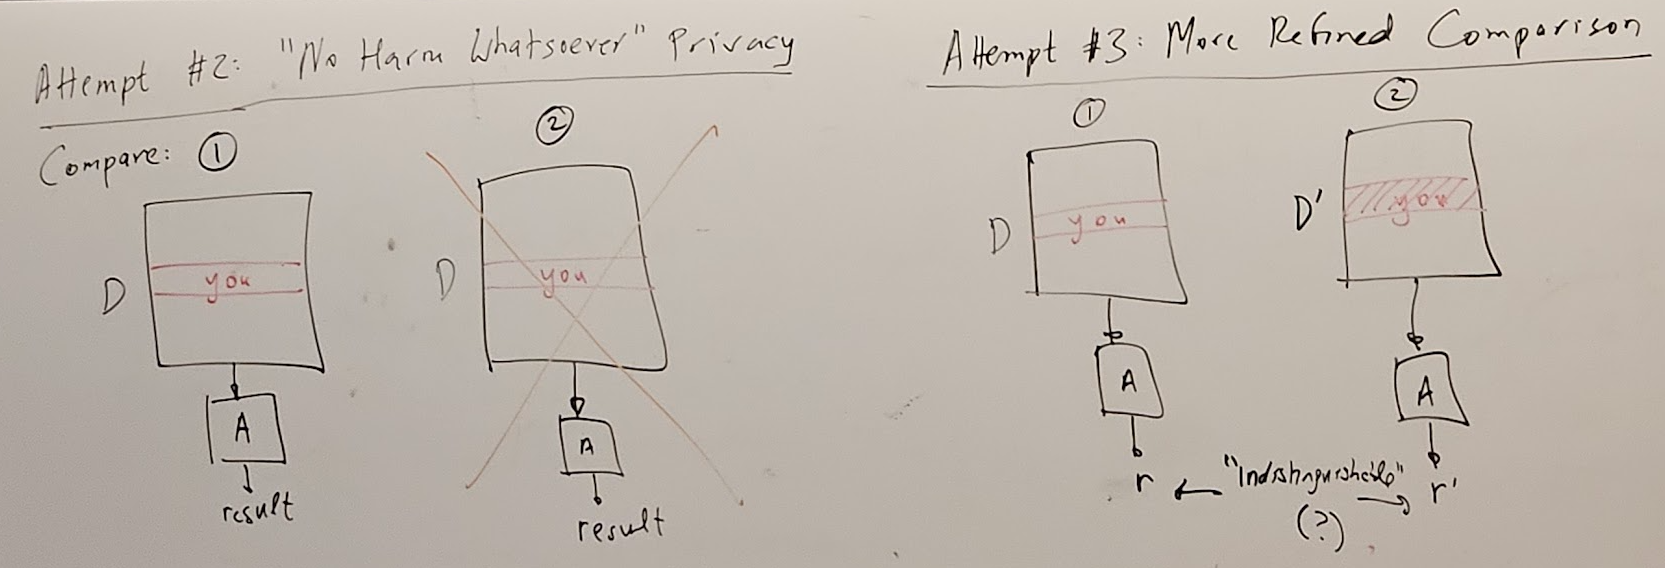 Attempt #2: "No Harm Whatsoever" Privacy
Compare: ①
②
D
you
D
you
A
A
result
result
Attempt #3: More Refined Comparison
①
②
D
you
D'
you
A
A
r
"Indistinguishable"
r'
(?)